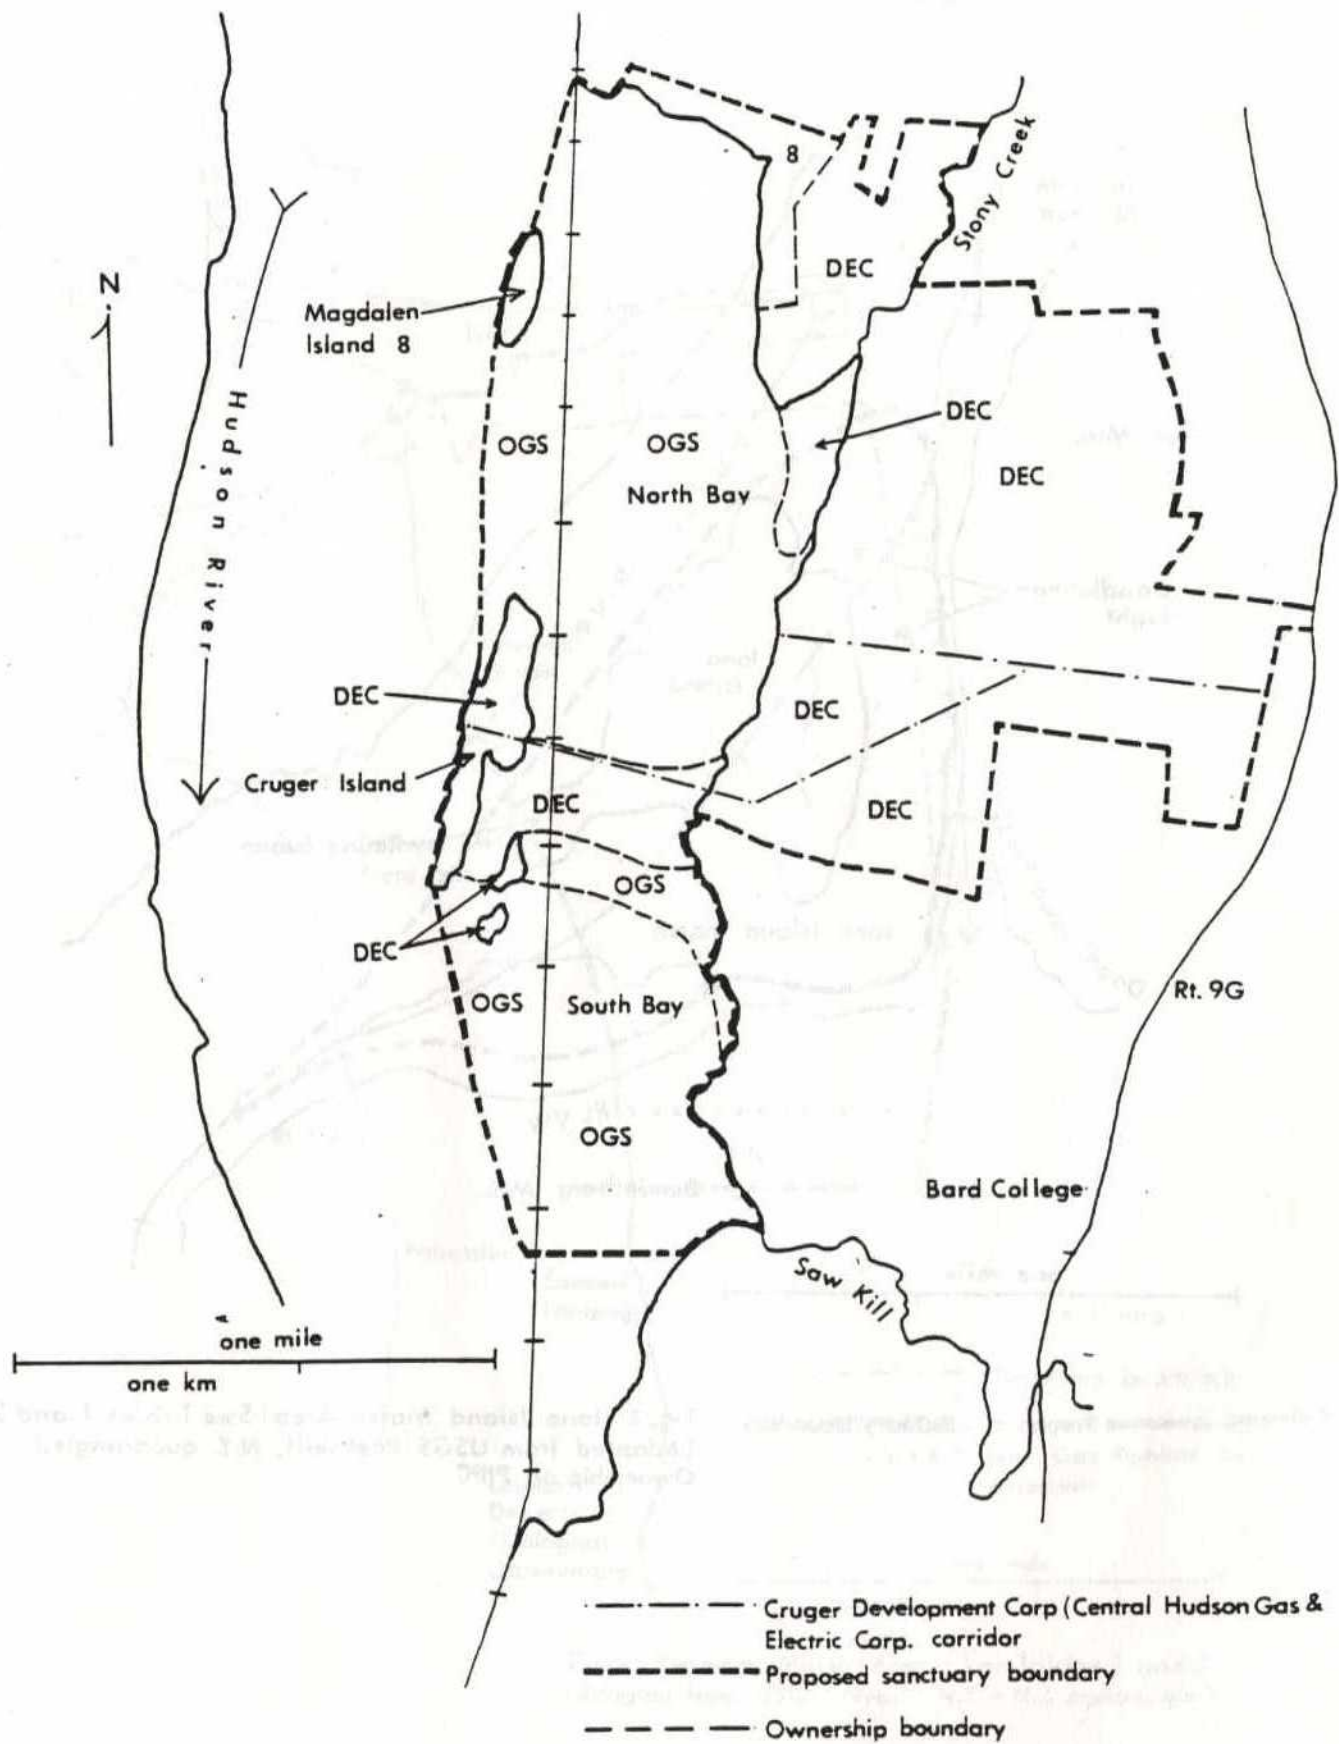 Stony Creek
8
DEC
N
Magdalen
Island 8
Hudson River
DEC
OGS
OGS
DEC
North Bay
DEC
DEC
Cruger Island
DEC
DEC
OGS
DEC
OGS
South Bay
Rt. 9G
OGS
Bard College
Saw Kill
one mile
one km
Cruger Development Corp (Central Hudson Gas &
Electric Corp. corridor
Proposed sanctuary boundary
Ownership boundary